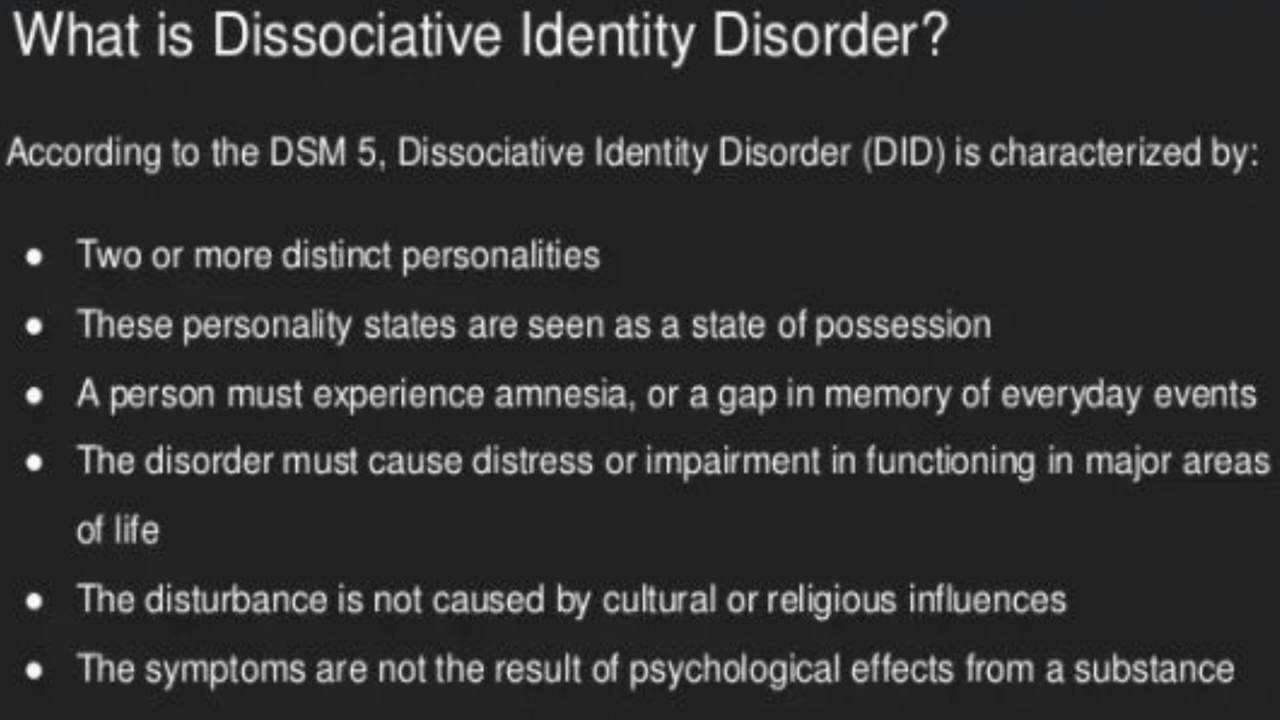 What is Dissociative Identity Disorder?
According to the DSM 5, Dissociative Identity Disorder (DID) is characterized by:
• Two or more distinct personalities
• These personality states are seen as a state of possession
• A person must experience amnesia, or a gap in memory of everyday events
• The disorder must cause distress or impairment in functioning in major areas
of life
• The disturbance is not caused by cultural or religious influences
• The symptoms are not the result of psychological effects from a substance